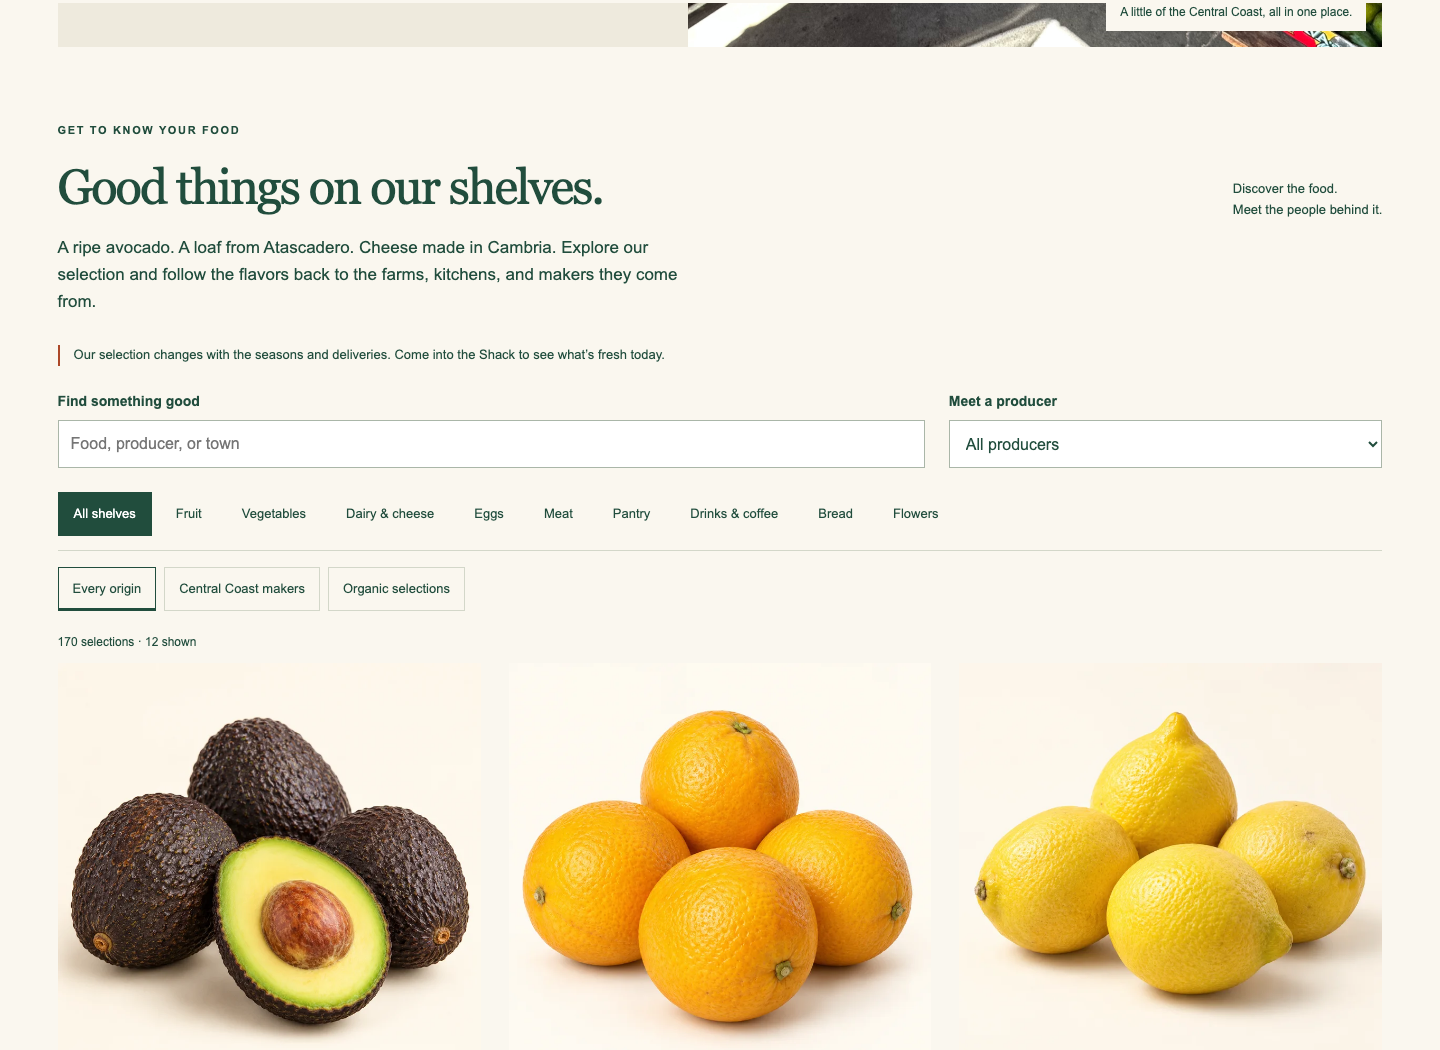 A little of the Central Coast, all in one place.
GET TO KNOW YOUR FOOD
Good things on our shelves.
Discover the food.
Meet the people behind it.
A ripe avocado. A loaf from Atascadero. Cheese made in Cambria. Explore our
selection and follow the flavors back to the farms, kitchens, and makers they come
from.
Our selection changes with the seasons and deliveries. Come into the Shack to see what’s fresh today.
Find something good
Meet a producer
Food, producer, or town
All producers
All shelves Fruit Vegetables Dairy & cheese Eggs Meat Pantry Drinks & coffee Bread Flowers
Every origin Central Coast makers Organic selections
170 selections · 12 shown